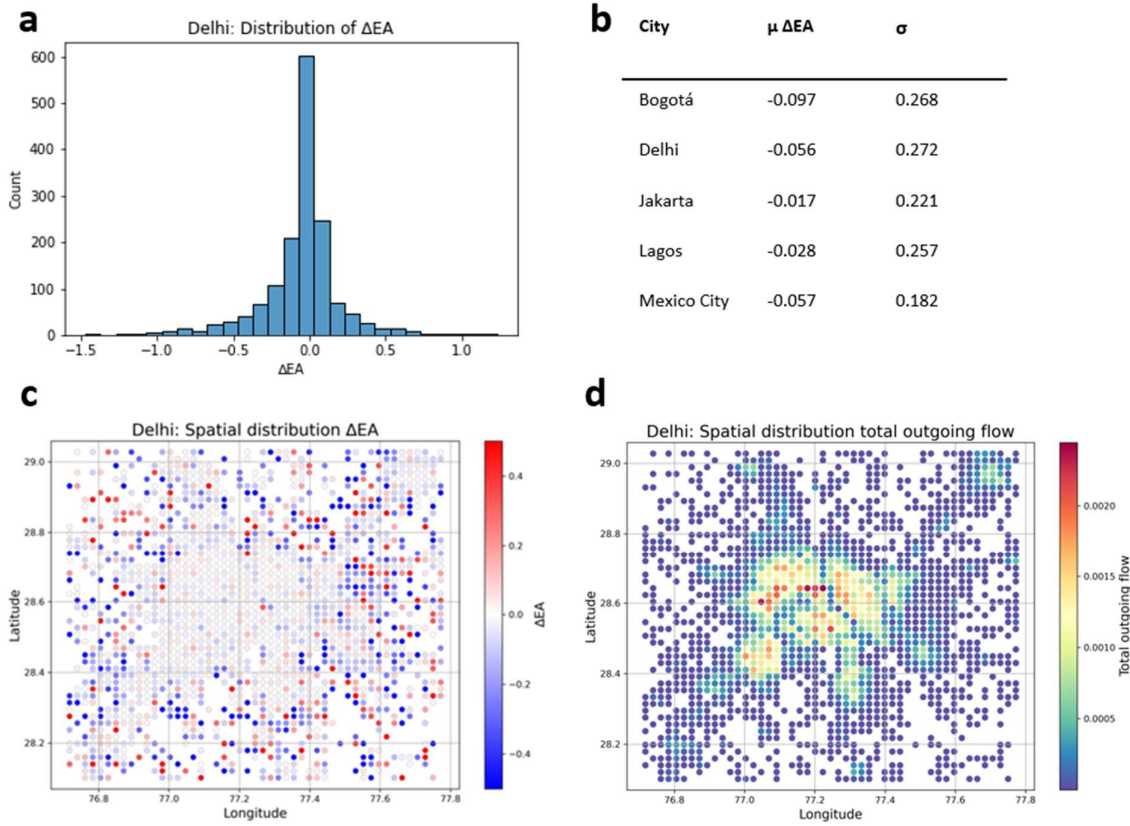 a
Delhi: Distribution of ΔEA
600
500
400
300
200
100
0
Count
−1.5 −1.0 −0.5 0.0 0.5 1.0
ΔEA
b
City μ ΔEA σ
Bogotá -0.097 0.268
Delhi -0.056 0.272
Jakarta -0.017 0.221
Lagos -0.028 0.257
Mexico City -0.057 0.182
c
Delhi: Spatial distribution ΔEA
29.0
28.8
28.6
28.4
28.2
Latitude
76.8 77.0 77.2 77.4 77.6 77.8
Longitude
0.4
0.2
0.0
−0.2
−0.4
ΔEA
d
Delhi: Spatial distribution total outgoing flow
29.0
28.8
28.6
28.4
28.2
Latitude
76.8 77.0 77.2 77.4 77.6 77.8
Longitude
0.0020
0.0015
0.0010
0.0005
Total outgoing flow